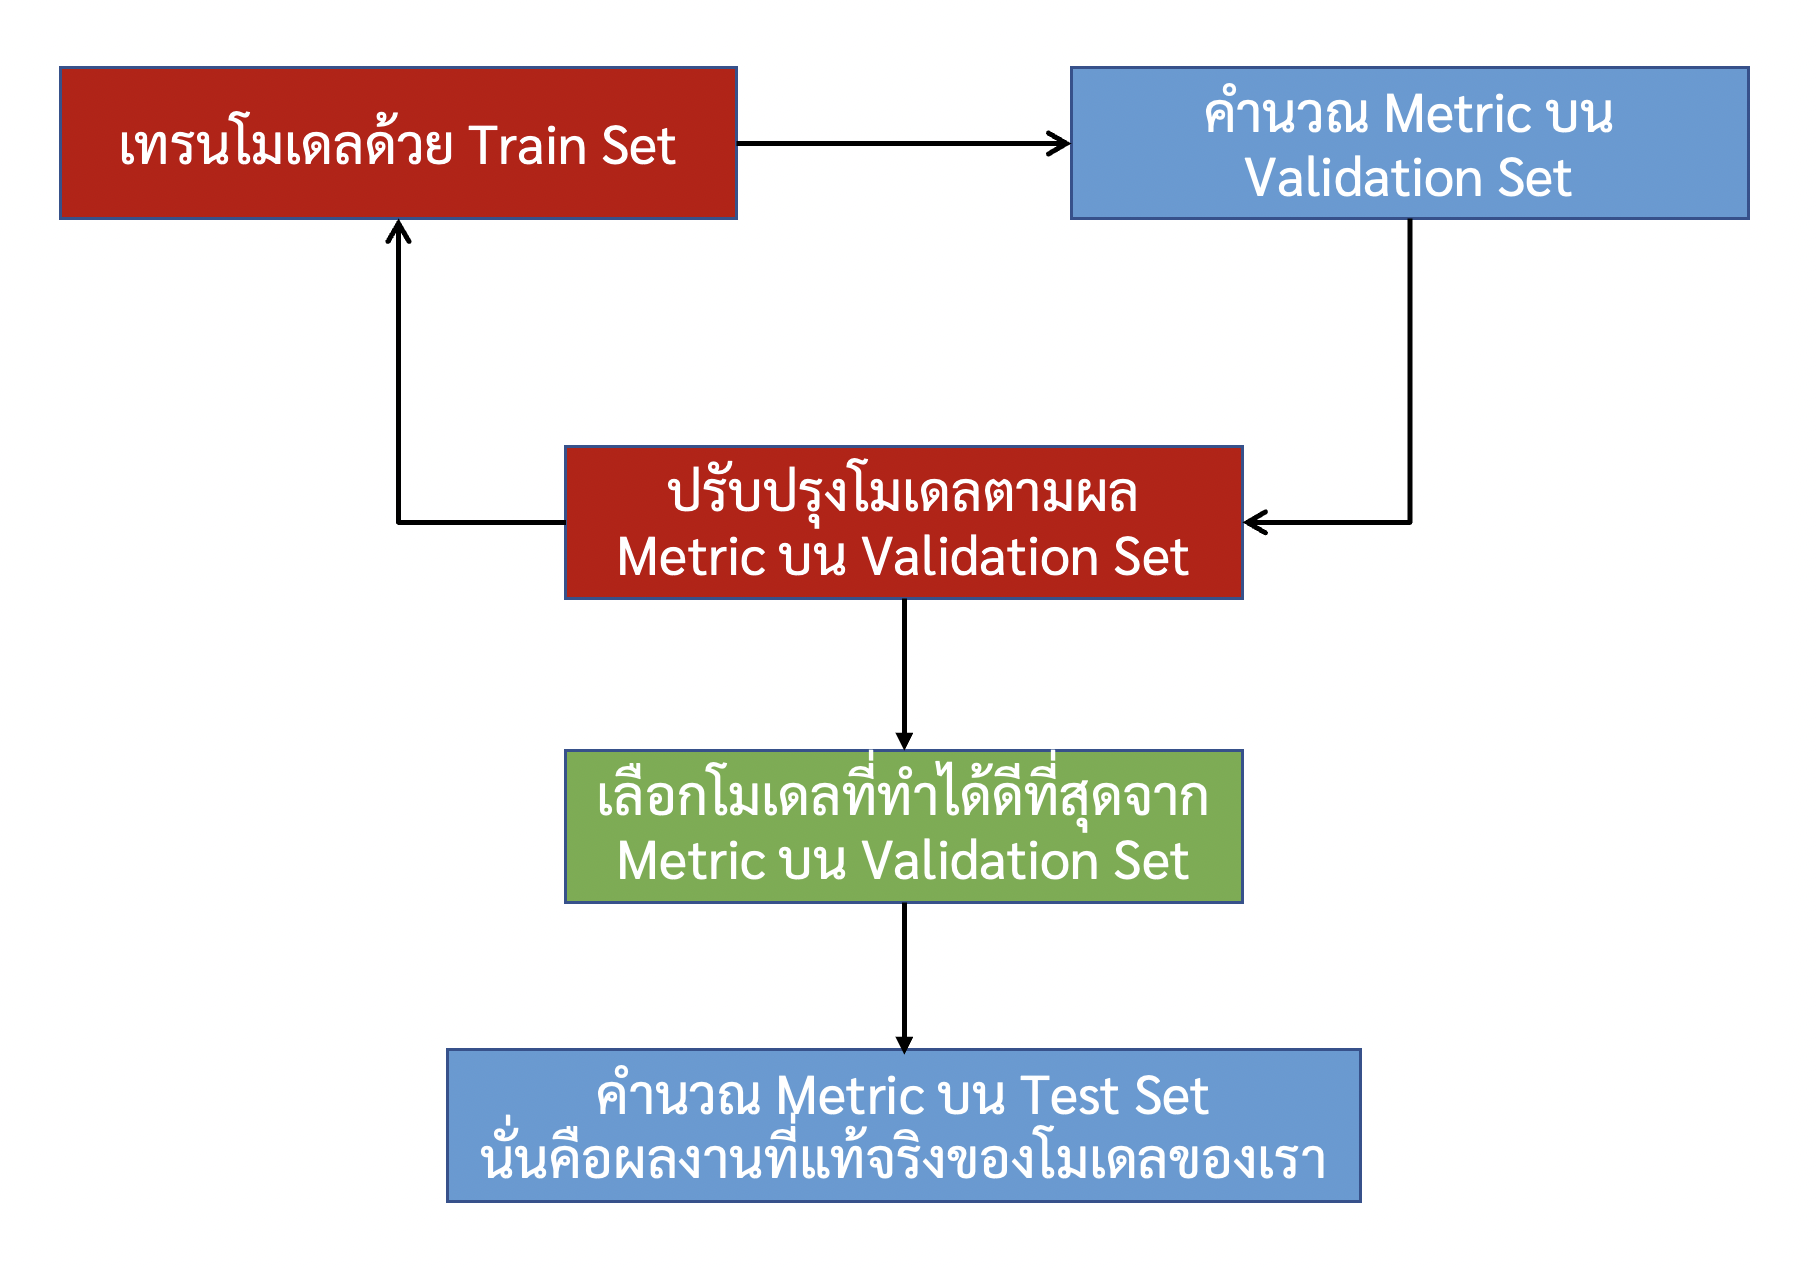 เทรนโมเดลด้วย Train Set
คำนวณ Metric บน
Validation Set
ปรับปรุงโมเดลตามผล
Metric บน Validation Set
เลือกโมเดลที่ทำได้ดีที่สุดจาก
Metric บน Validation Set
คำนวณ Metric บน Test Set
นั่นคือผลงานที่แท้จริงของโมเดลของเรา